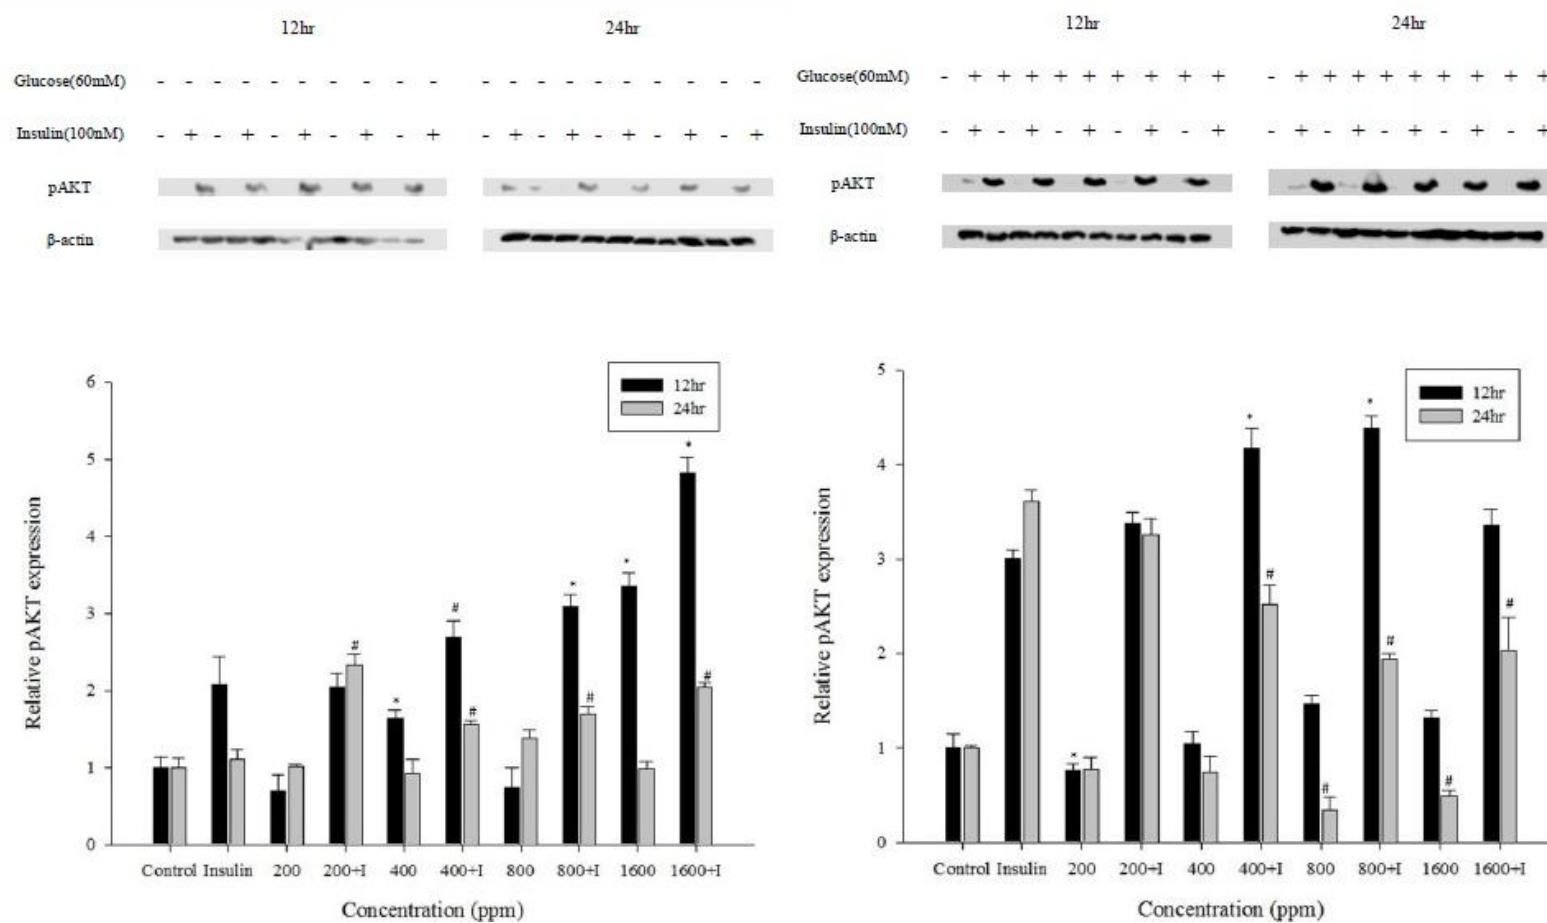 12hr 24hr
Glucose(60mM) - - - - - - - - - - - - - - - - - - - -
Insulin(100nM) - + - + - + - + - + - + - + - + - + - +
pAKT
β-actin
6
5
4
3
2
1
0
Relative pAKT expression
12hr
24hr
* # * # # * # * * #
Control Insulin 200 200+I 400 400+I 800 800+I 1600 1600+I
Concentration (ppm)
12hr 24hr
Glucose(60mM) - + + + + + + + + + - + + + + + + + + +
Insulin(100nM) - + - + - + - + - + - + - + - + - + - +
pAKT
β-actin
5
4
3
2
1
0
Relative pAKT expression
12hr
24hr
* * # # * # # #
Control Insulin 200 200+I 400 400+I 800 800+I 1600 1600+I
Concentration (ppm)